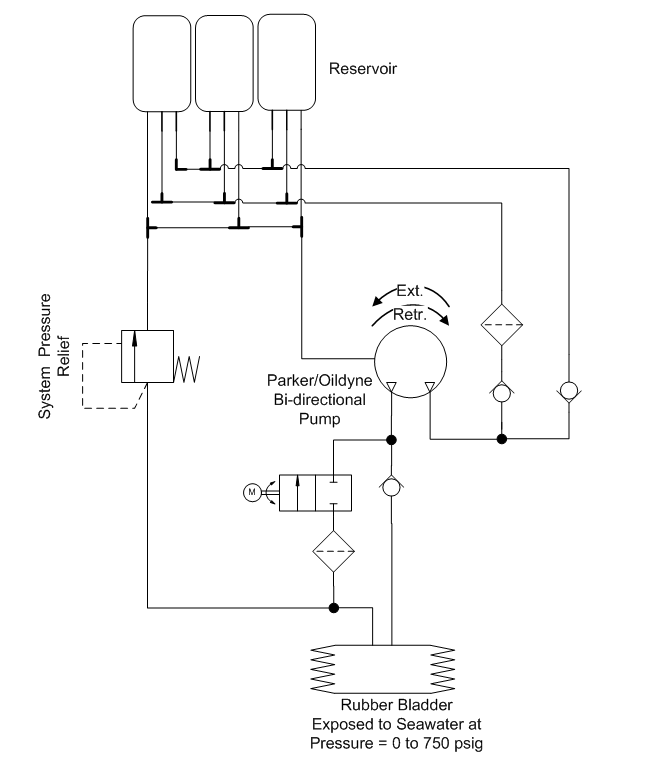 Reservoir
Ext.
Retr.
System Pressure
Relief
Parker/Oildyne
Bi-directional
Pump
M
Rubber Bladder
Exposed to Seawater at
Pressure = 0 to 750 psig